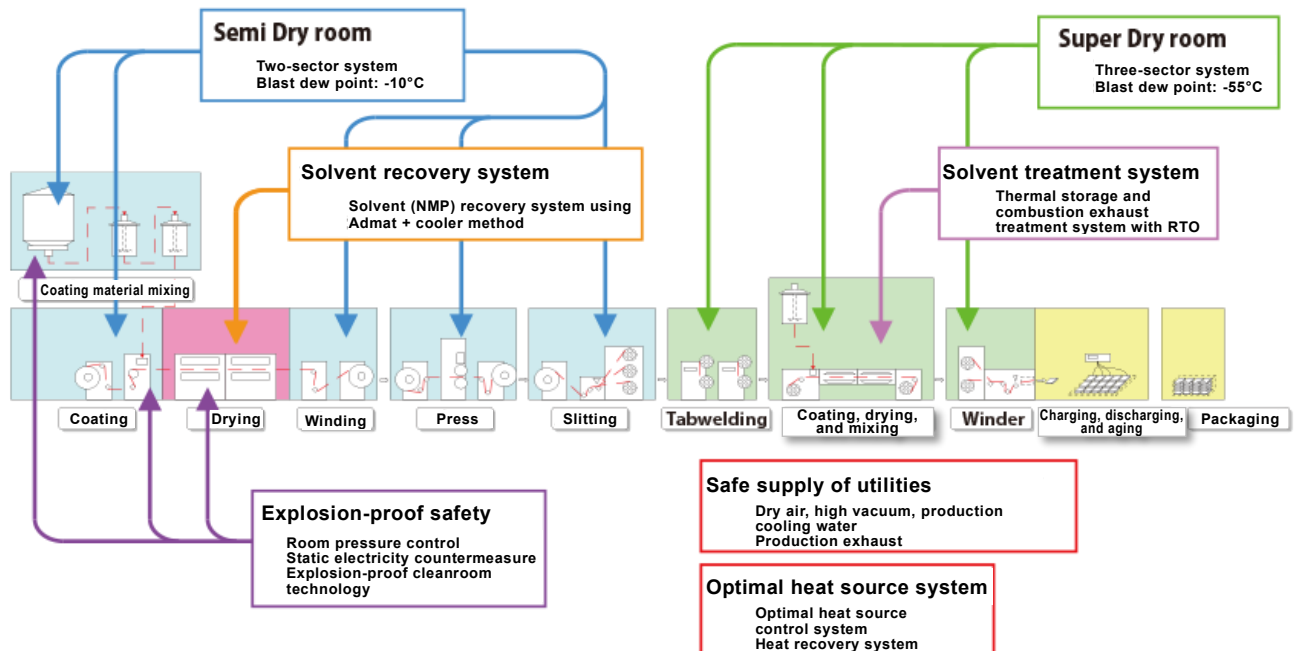 Semi Dry room
Two-sector system
Blast dew point: -10°C
Super Dry room
Three-sector system
Blast dew point: -55°C
Solvent recovery system
Solvent (NMP) recovery system using
Admat + cooler method
Solvent treatment system
Thermal storage and
combustion exhaust
treatment system with RTO
Coating material mixing
Coating
Drying
Winding
Press
Slitting
Tabwelding
Coating, drying,
and mixing
Winder
Charging, discharging,
and aging
Packaging
Explosion-proof safety
Room pressure control
Static electricity countermeasure
Explosion-proof cleanroom
technology
Safe supply of utilities
Dry air, high vacuum, production
cooling water
Production exhaust
Optimal heat source system
Optimal heat source
control system
Heat recovery system